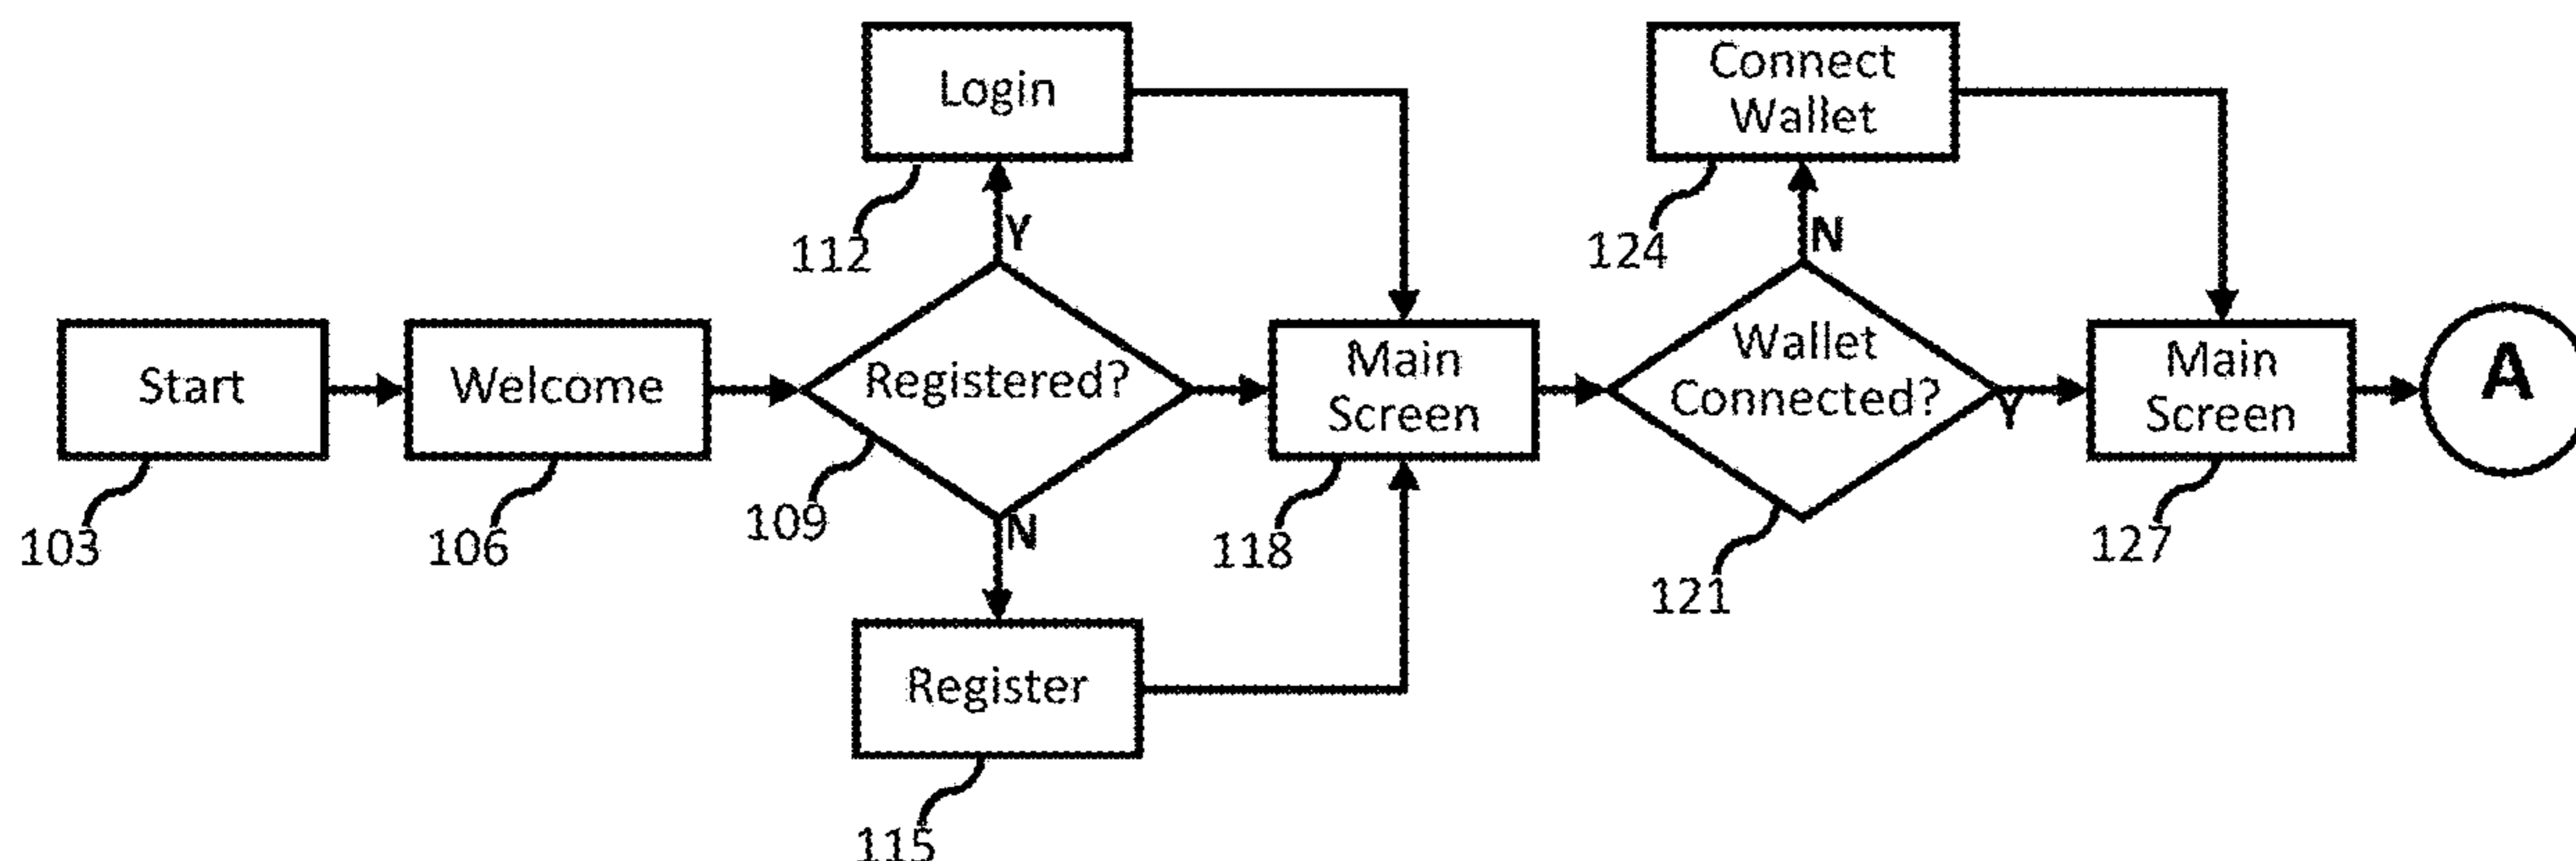 Login
112
Y
Connect
Wallet
124
N
Start
103
Welcome
106
Registered?
109
N
Register
115
Main
Screen
118
Wallet
Connected?
121
Y
Main
Screen
127
A